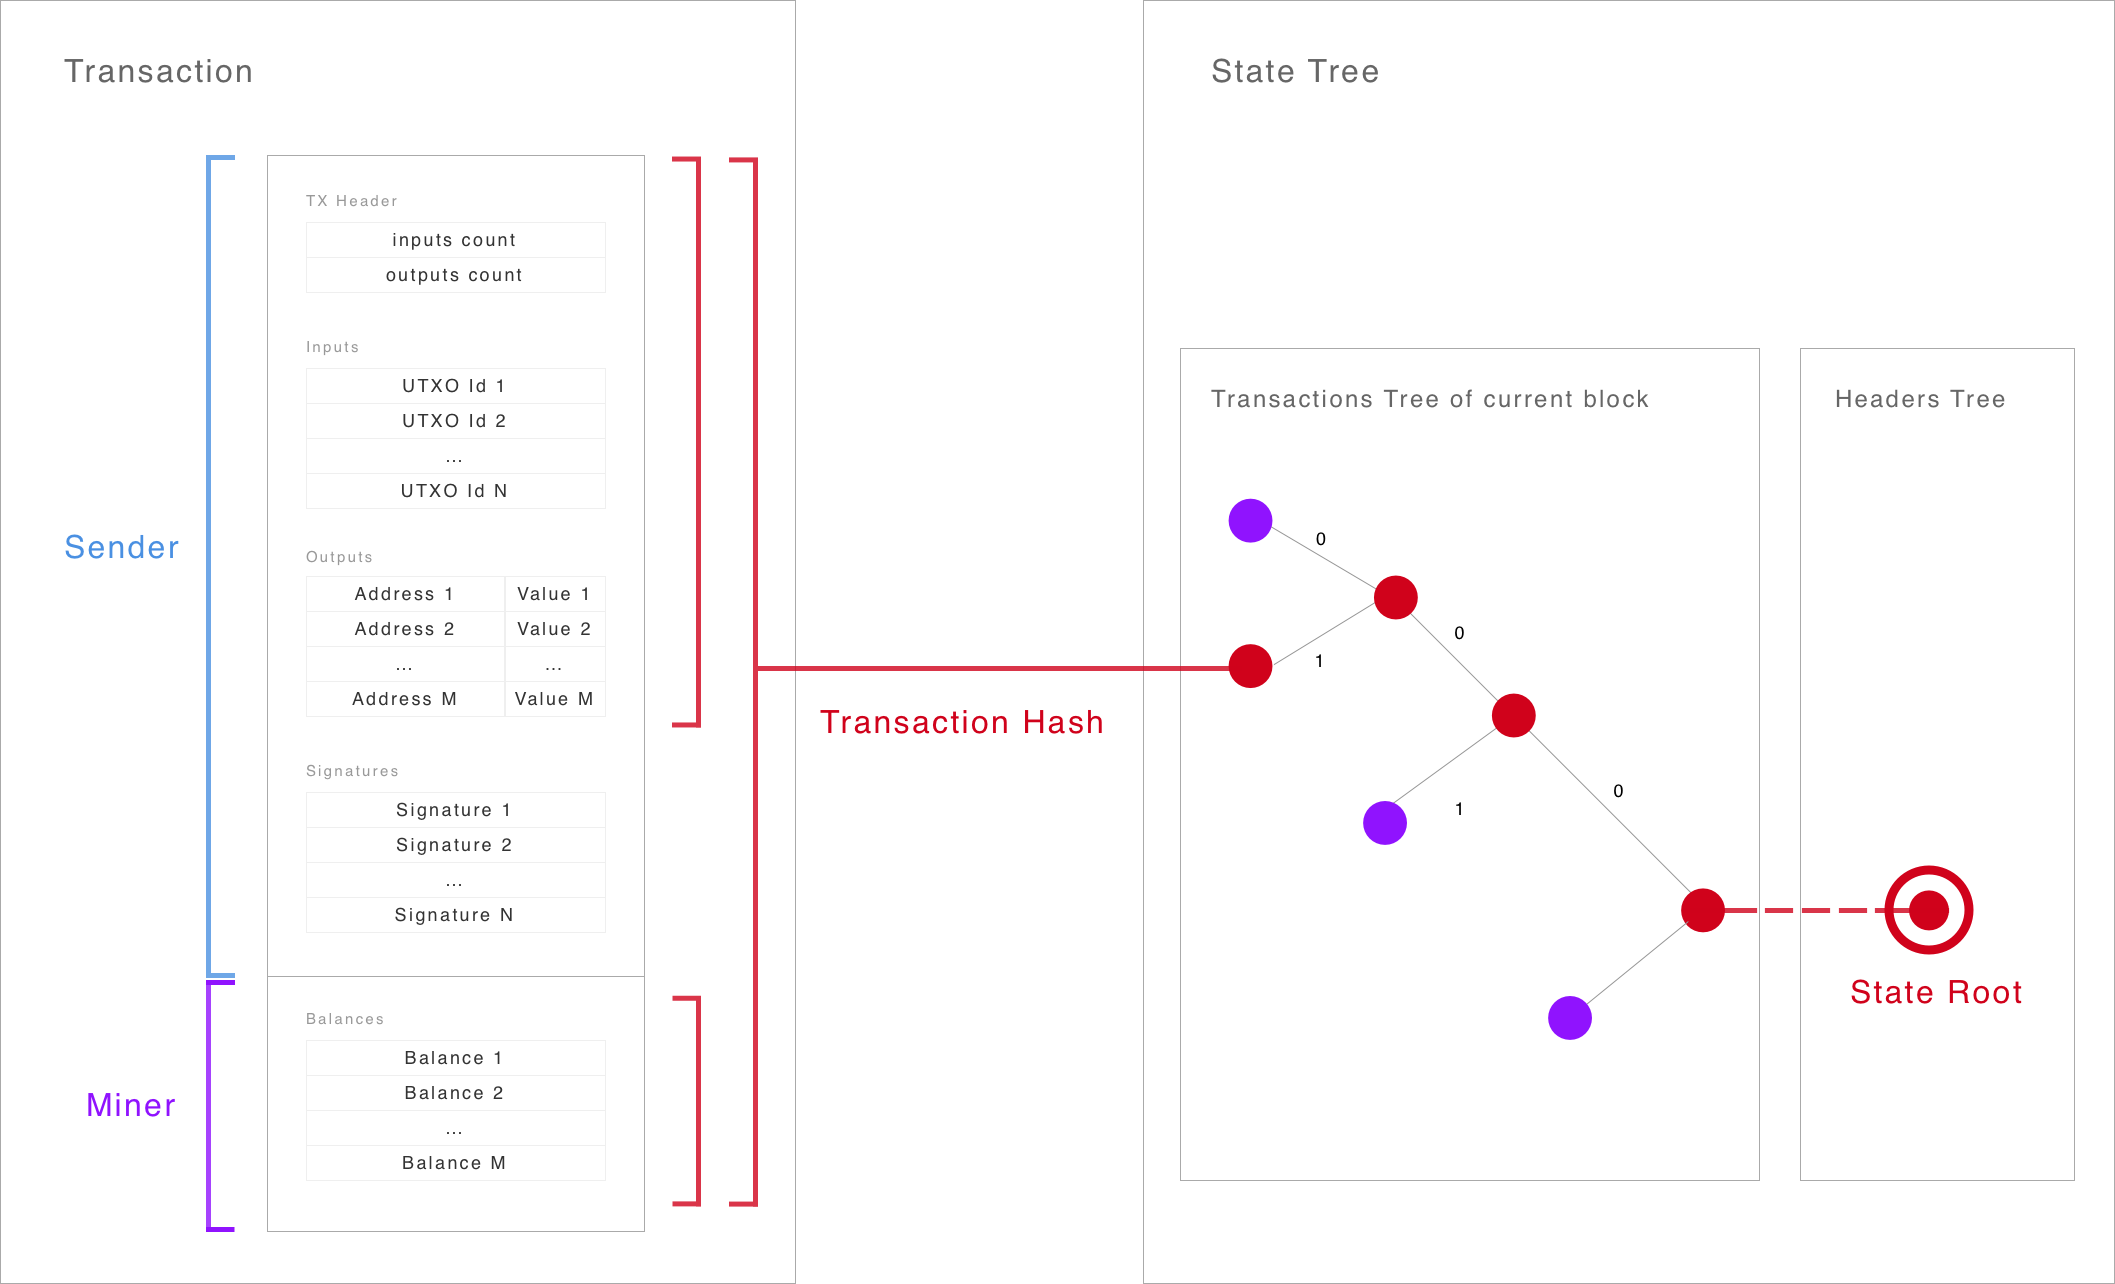 Transaction
Sender
TX Header
inputs count
outputs count
Inputs
UTXO Id 1
UTXO Id 2
...
UTXO Id N
Outputs
Address 1 Value 1
Address 2 Value 2
... ...
Address M Value M
Signatures
Signature 1
Signature 2
...
Signature N
Miner
Balances
Balance 1
Balance 2
...
Balance M
Transaction Hash
State Tree
Transactions Tree of current block
0
1
0
1
0
Headers Tree
State Root